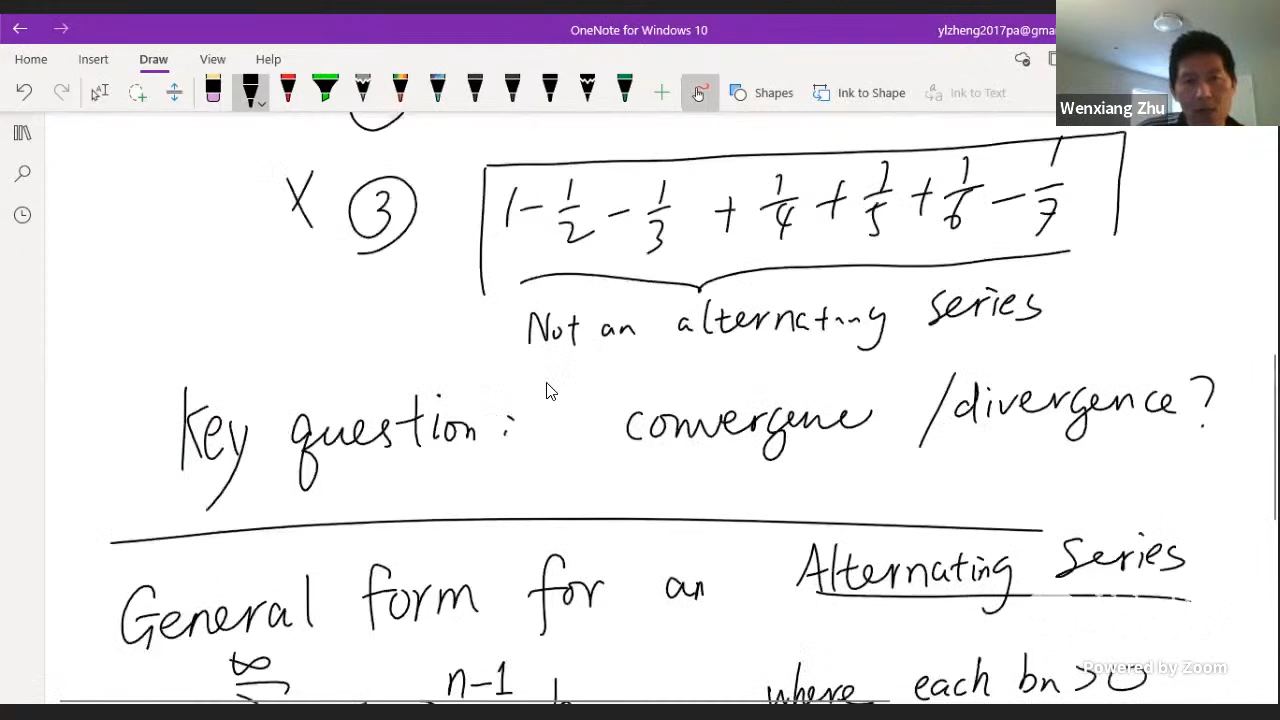 OneNote for Windows 10
ylzheng2017pa@gma
Home Insert Draw View Help
Shapes Ink to Shape Ink to Text
Wenxiang Zhu
X ③ 1 - 1/2 - 1/3 + 1/4 + 1/5 + 1/6 - 1/7
Not an alternating series
Key question: convergene /divergence?
General form for an Alternating Series
∞
n-1 where each bn > 0
Powered by Zoom